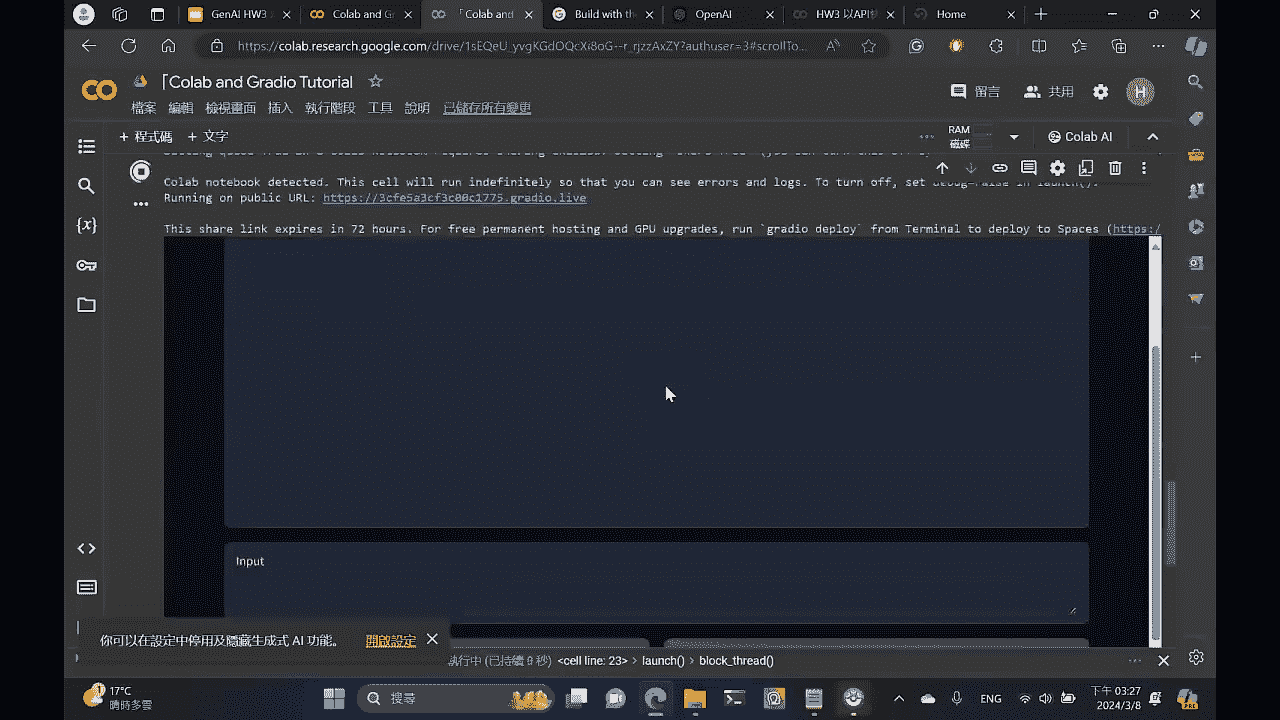 GenAI HW3
Colab and Gr
「Colab and
Build with th
OpenAI
HW3 以API
Home
https://colab.research.google.com/drive/1sEQeU_yvgKGdOQcXi8oG--r_rjzzAxZY?authuser=3#scrollTo...
「Colab and Gradio Tutorial
檔案 編輯 檢視畫面 插入 執行階段 工具 說明 已儲存所有變更
留言 共用 H
+ 程式碼 + 文字
RAM
磁碟
Colab AI
Colab notebook detected. This cell will run indefinitely so that you can see errors and logs. To turn off, set debug=False in launch().
Running on public URL: https://3cfe5a3cf3c00c1775.gradio.live
This share link expires in 72 hours. For free permanent hosting and GPU upgrades, run `gradio deploy` from Terminal to deploy to Spaces (https:/
Input
你可以在設定中停用及隱藏生成式 AI 功能。 開啟設定
執行中 (已持續 9 秒) <cell line: 23> > launch() > block_thread()
17°C
晴時多雲
搜尋
ENG
下午 03:27
2024/3/8